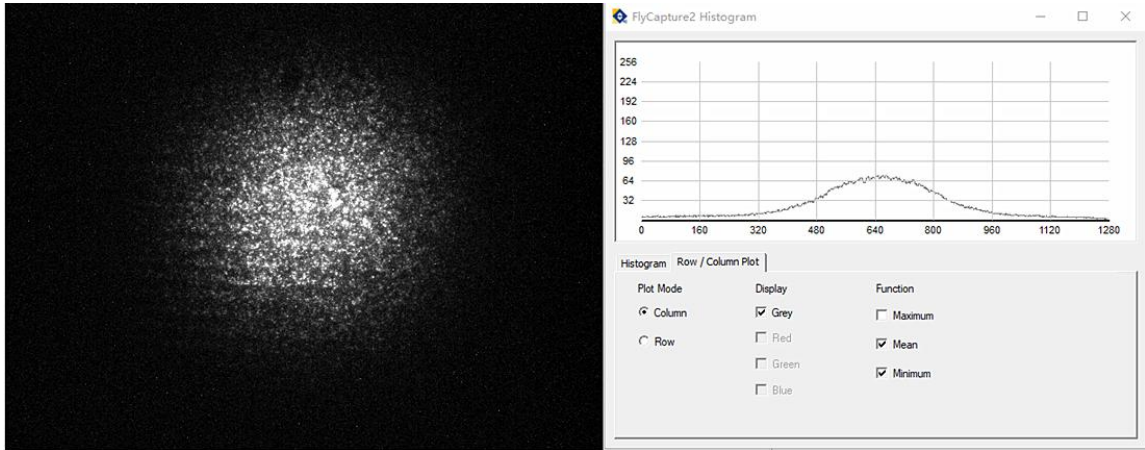 FlyCapture2 Histogram
256
224
192
160
128
96
64
32
0 160 320 480 640 800 960 1120 1280
Histogram Row / Column Plot
Plot Mode Display Function
Column Grey Maximum
Row Red Mean
Green Minimum
Blue